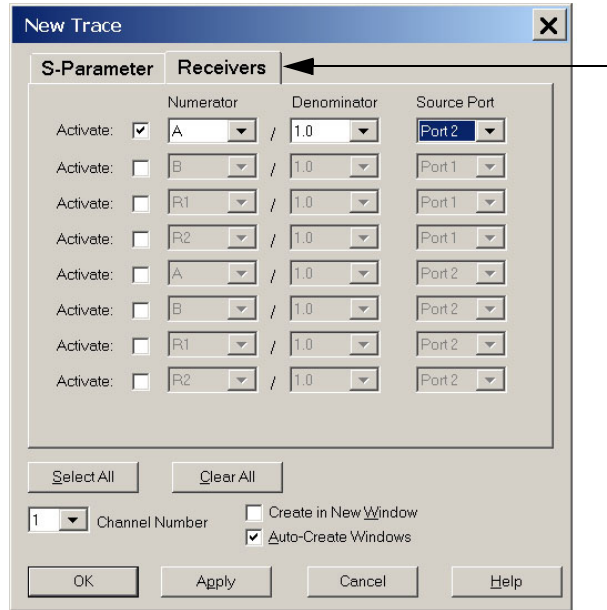 New Trace
S-Parameter Receivers
Numerator Denominator Source Port
Activate: A / 1.0 Port 2
Activate: B / 1.0 Port 1
Activate: R1 / 1.0 Port 1
Activate: R2 / 1.0 Port 1
Activate: A / 1.0 Port 2
Activate: B / 1.0 Port 2
Activate: R1 / 1.0 Port 2
Activate: R2 / 1.0 Port 2
Select All Clear All
1 Channel Number
Create in New Window
Auto-Create Windows
OK Apply Cancel Help